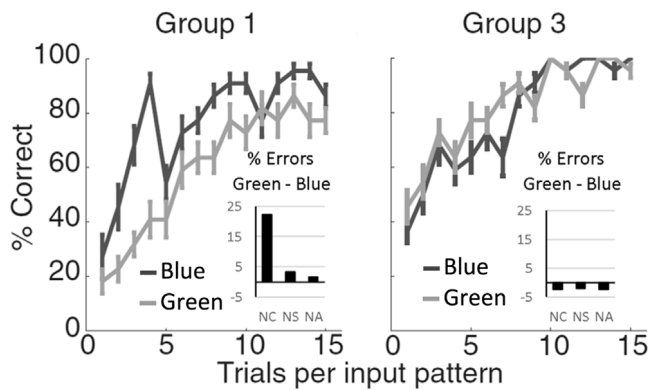 Group 1
Group 3
% Correct
100
80
60
40
20
0
% Errors
Green - Blue
25
15
5
-5
NC NS NA
Blue
Green
0 5 10 15
% Errors
Green - Blue
25
15
5
-5
NC NS NA
Blue
Green
0 5 10 15
Trials per input pattern